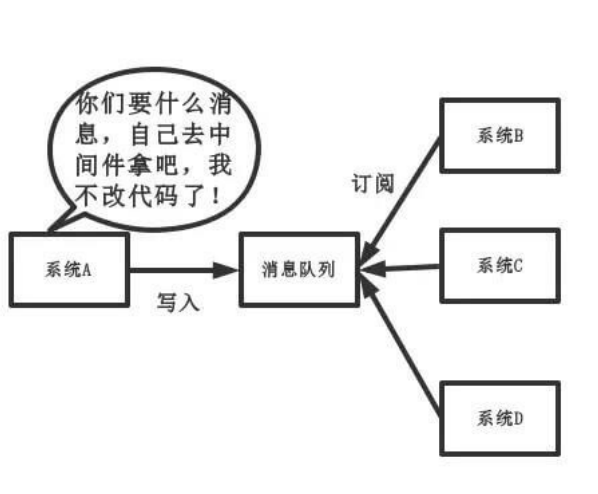 你们要什么消
息，自己去中
间件拿吧，我
不改代码了！
系统B
订阅
系统A
消息队列
系统C
写入
系统D